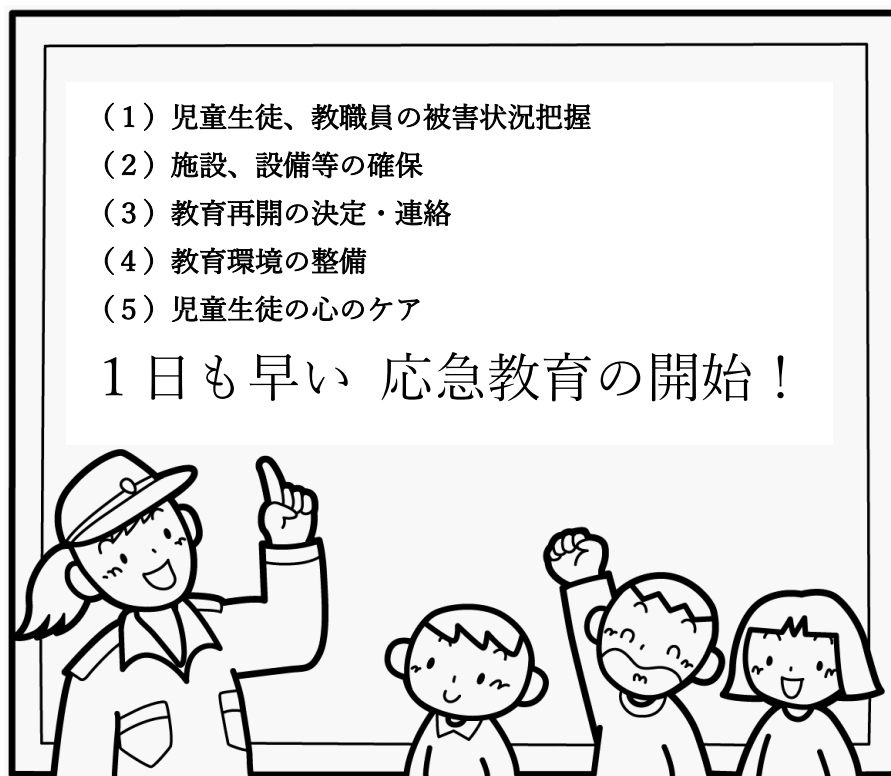 （１）児童生徒、教職員の被害状況把握
（２）施設、設備等の確保
（３）教育再開の決定・連絡
（４）教育環境の整備
（５）児童生徒の心のケア
１日も早い 応急教育の開始！